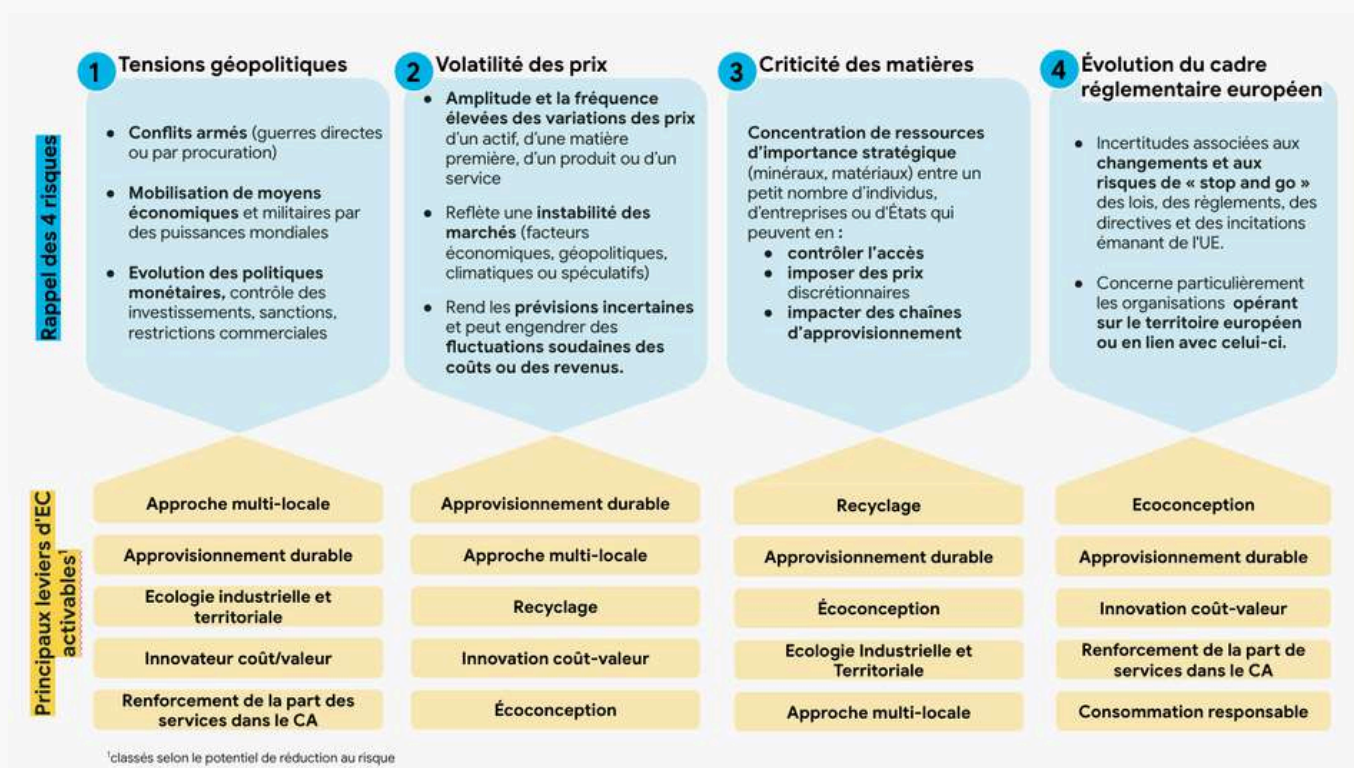 1 Tensions géopolitiques
Rappel des 4 risques
● Conflits armés (guerres directes
ou par procuration)
● Mobilisation de moyens
économiques et militaires par
des puissances mondiales
● Evolution des politiques
monétaires, contrôle des
investissements, sanctions,
restrictions commerciales
2 Volatilité des prix
● Amplitude et la fréquence
élevées des variations des prix
d'un actif, d'une matière
première, d'un produit ou d'un
service
● Reflète une instabilité des
marchés (facteurs
économiques, géopolitiques,
climatiques ou spéculatifs)
● Rend les prévisions incertaines
et peut engendrer des
fluctuations soudaines des
coûts ou des revenus.
3 Criticité des matières
Concentration de ressources
d'importance stratégique
(minéraux, matériaux) entre un
petit nombre d'individus,
d'entreprises ou d'États qui
peuvent en :
● contrôler l'accès
● imposer des prix
discrétionnaires
● impacter des chaînes
d'approvisionnement
4 Évolution du cadre
réglementaire européen
● Incertitudes associées aux
changements et aux
risques de « stop and go »
des lois, des règlements, des
directives et des incitations
émanant de l'UE.
● Concerne particulièrement
les organisations opérant
sur le territoire européen
ou en lien avec celui-ci.
Principaux leviers d'EC
activables¹
Approche multi-locale
Approvisionnement durable
Ecologie industrielle et
territoriale
Innovateur coût/valeur
Renforcement de la part des
services dans le CA
Approvisionnement durable
Approche multi-locale
Recyclage
Innovation coût-valeur
Écoconception
Recyclage
Approvisionnement durable
Écoconception
Ecologie Industrielle et
Territoriale
Approche multi-locale
Ecoconception
Approvisionnement durable
Innovation coût-valeur
Renforcement de la part de
services dans le CA
Consommation responsable
¹classés selon le potentiel de réduction au risque